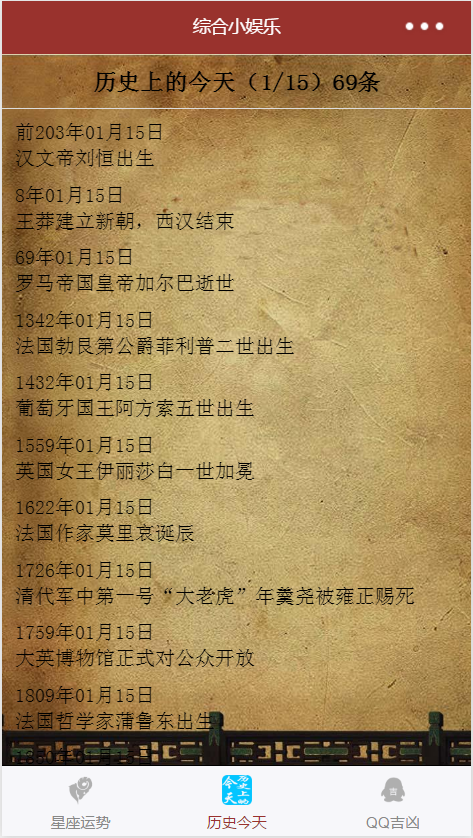 综合小娱乐
历史上的今天（1/15）69条
前203年01月15日
汉文帝刘恒出生
8年01月15日
王莽建立新朝，西汉结束
69年01月15日
罗马帝国皇帝加尔巴逝世
1342年01月15日
法国勃艮第公爵菲利普二世出生
1432年01月15日
葡萄牙国王阿方索五世出生
1559年01月15日
英国女王伊丽莎白一世加冕
1622年01月15日
法国作家莫里哀诞辰
1726年01月15日
清代军中第一号“大老虎”年羹尧被雍正赐死
1759年01月15日
大英博物馆正式对公众开放
1809年01月15日
法国哲学家蒲鲁东出生
历史上的今天
吉
星座运势 历史今天 QQ吉凶